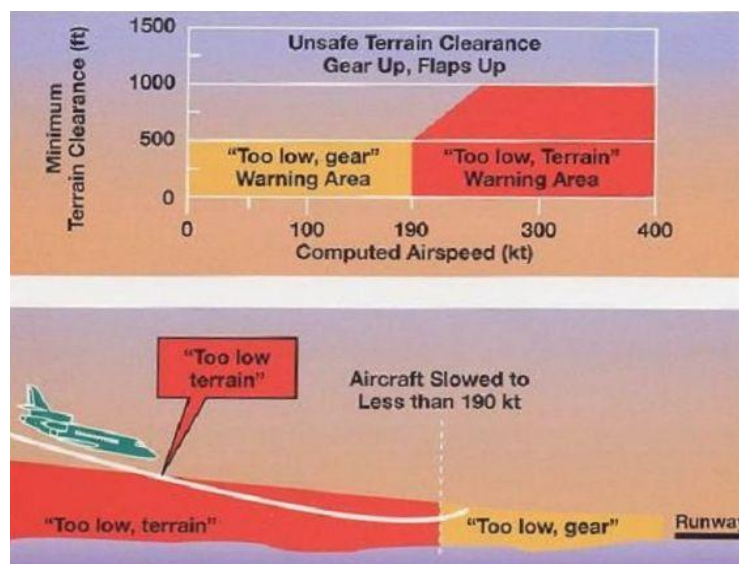 1500
1000
500
0
Minimum
Terrain Clearance (ft)
Unsafe Terrain Clearance
Gear Up, Flaps Up
“Too low, gear”
Warning Area
“Too low, Terrain”
Warning Area
0
100
190
300
400
Computed Airspeed (kt)
“Too low
terrain”
Aircraft Slowed to
Less than 190 kt
“Too low, terrain”
“Too low, gear”
Runway